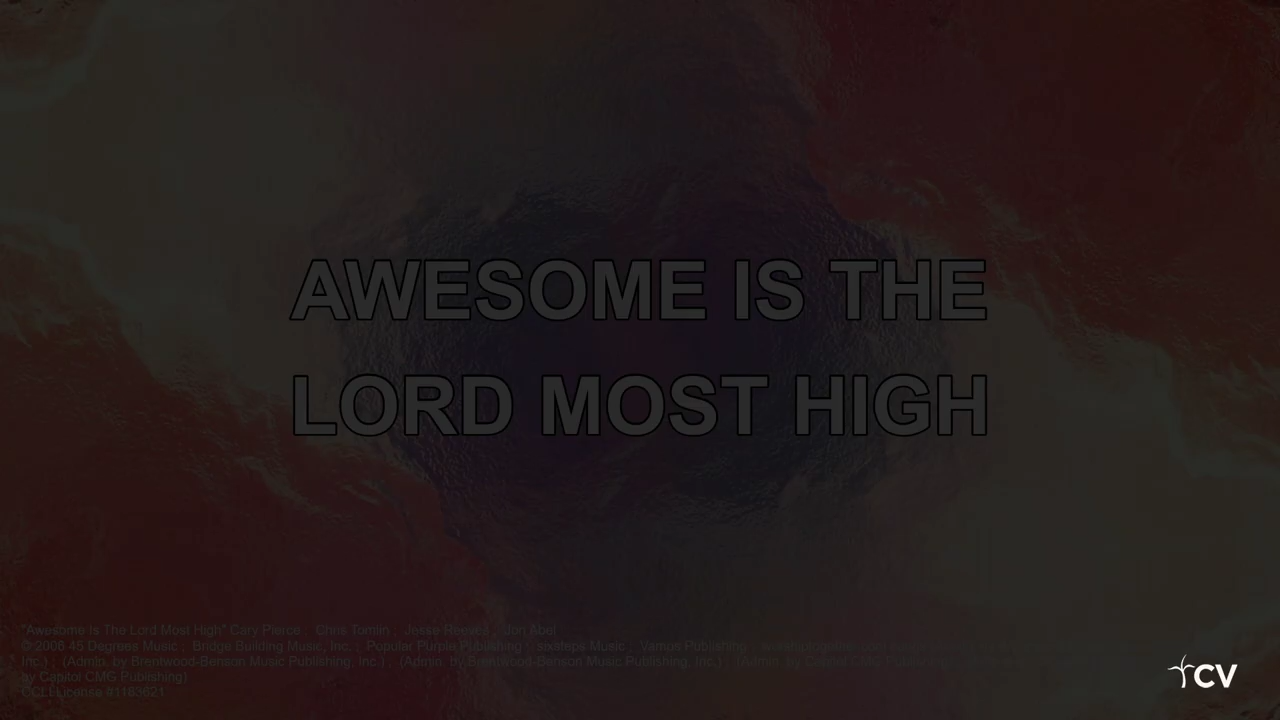 AWESOME IS THE
LORD MOST HIGH
"Awesome Is The Lord Most High" Cary Pierce ; Chris Tomlin ; Jesse Reeves ; Jon Abel
© 2006 45 Degrees Music ; Bridge Building Music, Inc. ; Popular Purple Publishing ; sixsteps Music ; Vamos Publishing ; worshiptogether.com
Inc.) ; (Admin. by Brentwood-Benson Music Publishing, Inc.) ; (Admin. by Brentwood-Benson Music Publishing, Inc.) ; (Admin. by Capitol CMG
by Capitol CMG Publishing)
CCLI License #1183621
CV